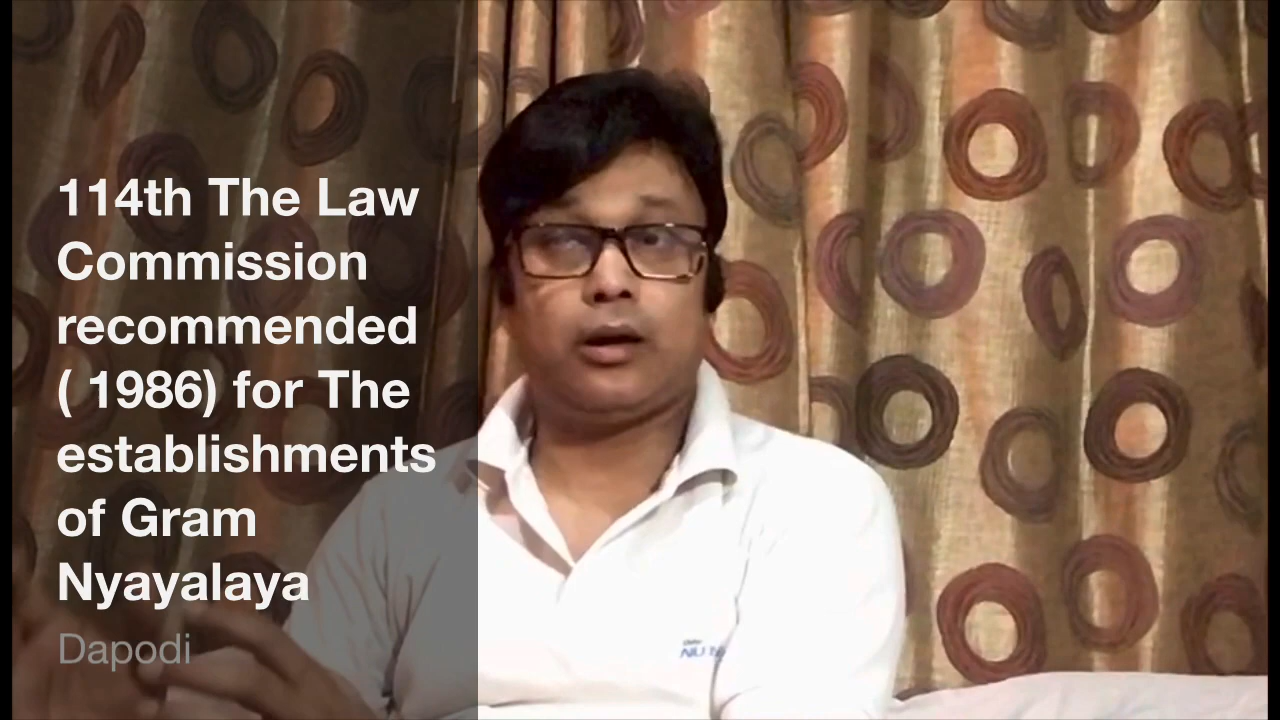 114th The Law
Commission
recommended
( 1986) for The
establishments
of Gram
Nyayalaya
Dapodi